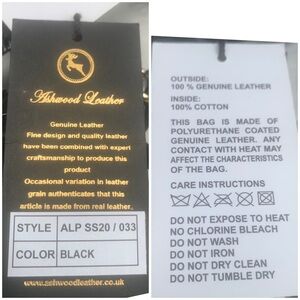 Ashwood Leather
Genuine Leather
Fine design and quality leather
have been combined with expert
craftsmanship to produce this
product
Occasional variation in leather
grain authenticates that this
article is made from real leather.
STYLE ALP SS20 / 033
COLOR BLACK
www.ashwoodleather.co.uk
OUTSIDE:
100 % GENUINE LEATHER
INSIDE:
100% COTTON
THIS BAG IS MADE OF
POLYURETHANE COATED
GENUINE LEATHER. ANY
CONTACT WITH HEAT MAY
AFFECT THE CHARACTERISTICS
OF THE BAG.
CARE INSTRUCTIONS
DO NOT EXPOSE TO HEAT
NO CHLORINE BLEACH
DO NOT WASH
DO NOT IRON
DO NOT DRY CLEAN
DO NOT TUMBLE DRY